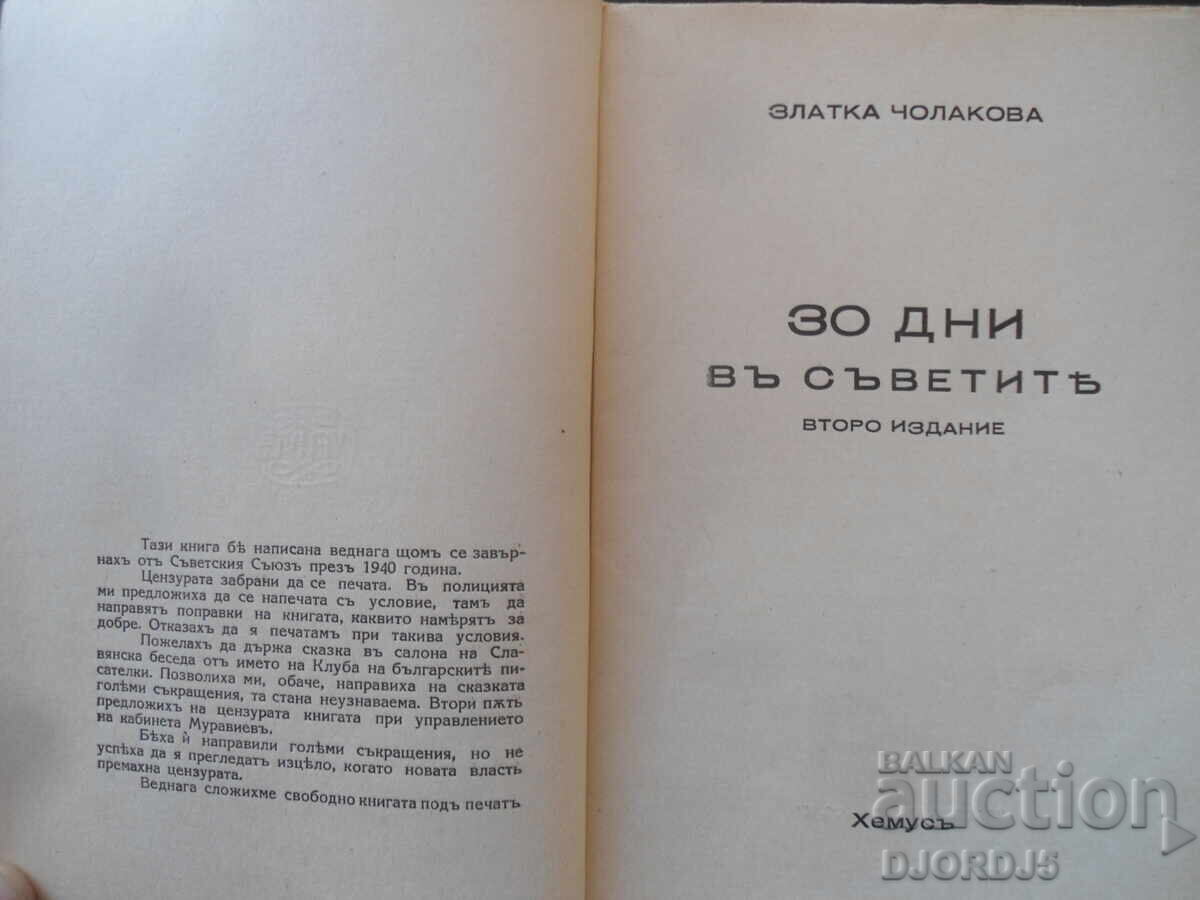 Тази книга бѣ написана веднага щомъ се завър-
нахъ отъ Съветския Съюзъ презъ 1940 година.
Цензурата забрани да се печата. Въ полицията
ми предложиха да се напечата съ условие, тамъ да
направятъ поправки на книгата, каквито намѣрятъ за
добре. Отказахъ да я печатамъ при такива условия.
Пожелахъ да държа сказка въ салона на Сла-
вянска беседа отъ името на Клуба на българскитѣ пи-
сателки. Позволиха ми, обаче, направиха на сказката
голѣми съкращения, та стана неузнаваема. Втори пѫть
предложихъ на цензурата книгата при управлението
на кабинета Муравиевъ.
Бѣха ѝ направили голѣми съкращения, но не
успѣха да я прегледатъ изцѣло, когато новата власть
премахна цензурата.
Веднага сложихме свободно книгата подъ печатъ
ЗЛАТКА ЧОЛАКОВА
30 ДНИ
ВЪ СЪВЕТИТѢ
ВТОРО ИЗДАНИЕ
Хемусъ
BALKAN
auction
DJORDJ5